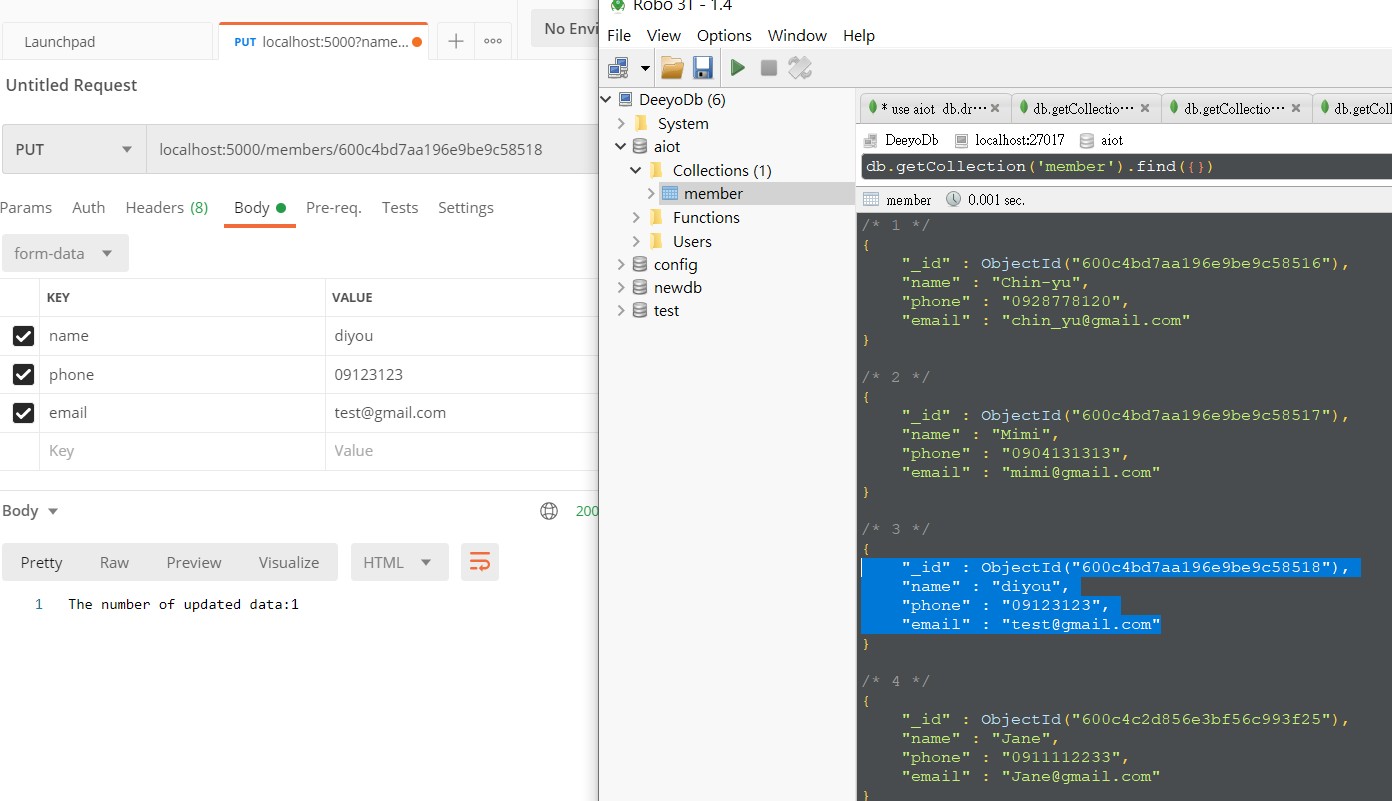 Launchpad
PUT localhost:5000?name...
No Envi
Untitled Request
PUT
localhost:5000/members/600c4bd7aa196e9be9c58518
Params Auth Headers (8) Body Pre-req. Tests Settings
form-data
KEY VALUE
name diyou
phone 09123123
email test@gmail.com
Key Value
Body
200
Pretty Raw Preview Visualize HTML
1 The number of updated data:1
Robo 3T - 1.4
File View Options Window Help
DeeyoDb (6)
System
aiot
Collections (1)
member
Functions
Users
config
newdb
test
* use aiot db.dr⋯ db.getCollectio⋯ db.getCollectio⋯ db.getColl
DeeyoDb localhost:27017 aiot
db.getCollection('member').find({})
member 0.001 sec.
/* 1 */
{
"_id" : ObjectId("600c4bd7aa196e9be9c58516"),
"name" : "Chin-yu",
"phone" : "0928778120",
"email" : "chin_yu@gmail.com"
}
/* 2 */
{
"_id" : ObjectId("600c4bd7aa196e9be9c58517"),
"name" : "Mimi",
"phone" : "0904131313",
"email" : "mimi@gmail.com"
}
/* 3 */
{
"_id" : ObjectId("600c4bd7aa196e9be9c58518"),
"name" : "diyou",
"phone" : "09123123",
"email" : "test@gmail.com"
}
/* 4 */
{
"_id" : ObjectId("600c4c2d856e3bf56c993f25"),
"name" : "Jane",
"phone" : "0911112233",
"email" : "Jane@gmail.com"
}